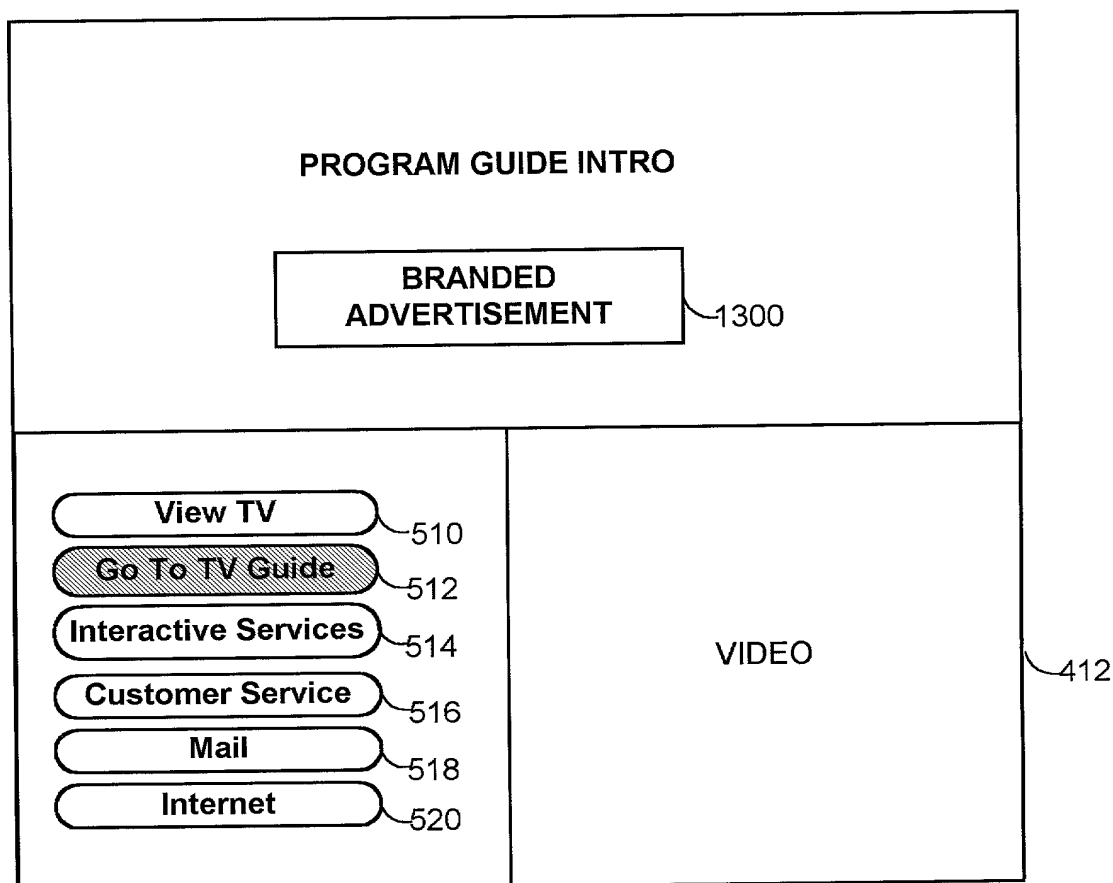 PROGRAM GUIDE INTRO
BRANDED
ADVERTISEMENT
1300
View TV
510
Go To TV Guide
512
Interactive Services
514
Customer Service
516
Mail
518
Internet
520
VIDEO
412